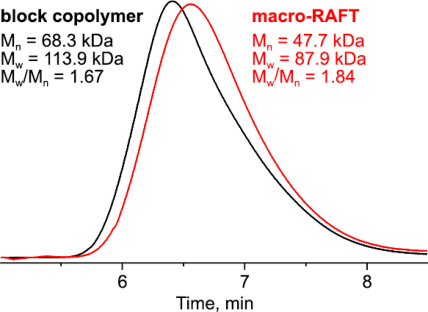 block copolymer
Mn = 68.3 kDa
Mw = 113.9 kDa
Mw/Mn = 1.67
macro-RAFT
Mn = 47.7 kDa
Mw = 87.9 kDa
Mw/Mn = 1.84
6 7 8
Time, min